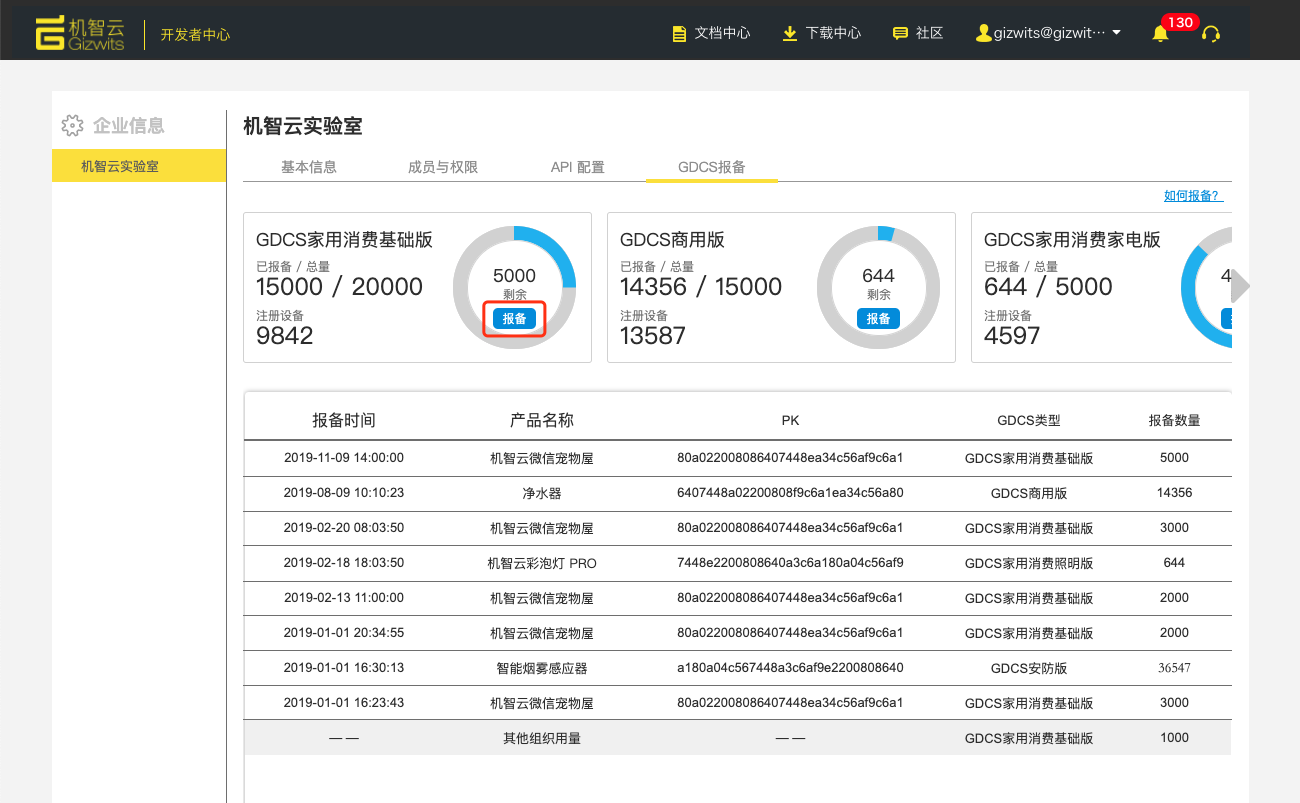 机智云
Gizwits
开发者中心
文档中心
下载中心
社区
gizwits@gizwit···
130
企业信息
机智云实验室
机智云实验室
基本信息
成员与权限
API 配置
GDCS报备
如何报备?
GDCS家用消费基础版
已报备 / 总量
15000 / 20000
注册设备
9842
5000
剩余
报备
GDCS商用版
已报备 / 总量
14356 / 15000
注册设备
13587
644
剩余
报备
GDCS家用消费家电版
已报备 / 总量
644 / 5000
注册设备
4597
4
报备时间 产品名称 PK GDCS类型 报备数量
2019-11-09 14:00:00 机智云微信宠物屋 80a022008086407448ea34c56af9c6a1 GDCS家用消费基础版 5000
2019-08-09 10:10:23 净水器 6407448a02200808f9c6a1ea34c56a80 GDCS商用版 14356
2019-02-20 08:03:50 机智云微信宠物屋 80a022008086407448ea34c56af9c6a1 GDCS家用消费基础版 3000
2019-02-18 18:03:50 机智云彩泡灯 PRO 7448e2200808640a3c6a180a04c56af9 GDCS家用消费照明版 644
2019-02-13 11:00:00 机智云微信宠物屋 80a022008086407448ea34c56af9c6a1 GDCS家用消费基础版 2000
2019-01-01 20:34:55 机智云微信宠物屋 80a022008086407448ea34c56af9c6a1 GDCS家用消费基础版 2000
2019-01-01 16:30:13 智能烟雾感应器 a180a04c567448a3c6af9e2200808640 GDCS安防版 36547
2019-01-01 16:23:43 机智云微信宠物屋 80a022008086407448ea34c56af9c6a1 GDCS家用消费基础版 3000
— — 其他组织用量 — — GDCS家用消费基础版 1000